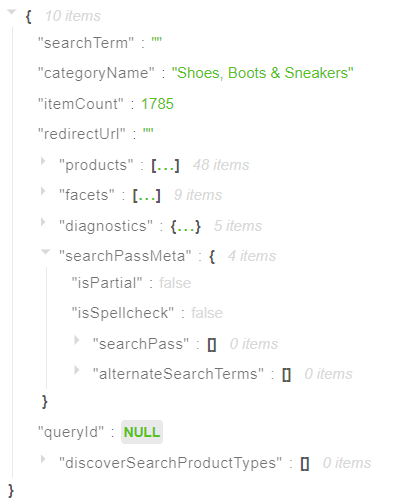 { 10 items
"searchTerm" : ""
"categoryName" : "Shoes, Boots & Sneakers"
"itemCount" : 1785
"redirectUrl" : ""
"products" : [...] 48 items
"facets" : [...] 9 items
"diagnostics" : {...} 5 items
"searchPassMeta" : { 4 items
"isPartial" : false
"isSpellcheck" : false
"searchPass" : [] 0 items
"alternateSearchTerms" : [] 0 items
}
"queryId" : NULL
"discoverSearchProductTypes" : [] 0 items
}